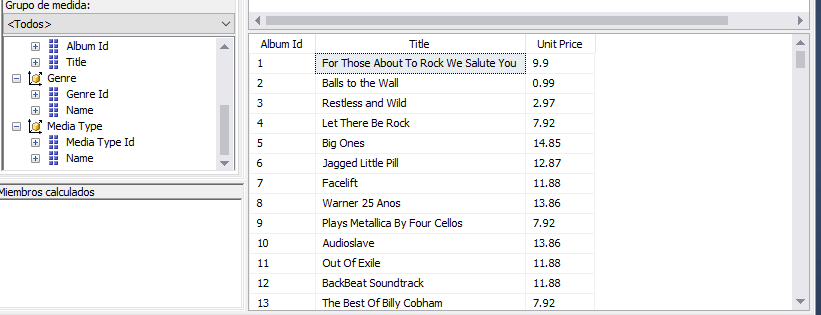 Grupo de medida:
<Todos>
Album Id
Title
Genre
Genre Id
Name
Media Type
Media Type Id
Name
Miembros calculados
Album Id Title Unit Price
1 For Those About To Rock We Salute You 9.9
2 Balls to the Wall 0.99
3 Restless and Wild 2.97
4 Let There Be Rock 7.92
5 Big Ones 14.85
6 Jagged Little Pill 12.87
7 Facelift 11.88
8 Warner 25 Anos 13.86
9 Plays Metallica By Four Cellos 7.92
10 Audioslave 13.86
11 Out Of Exile 11.88
12 BackBeat Soundtrack 11.88
13 The Best Of Billy Cobham 7.92